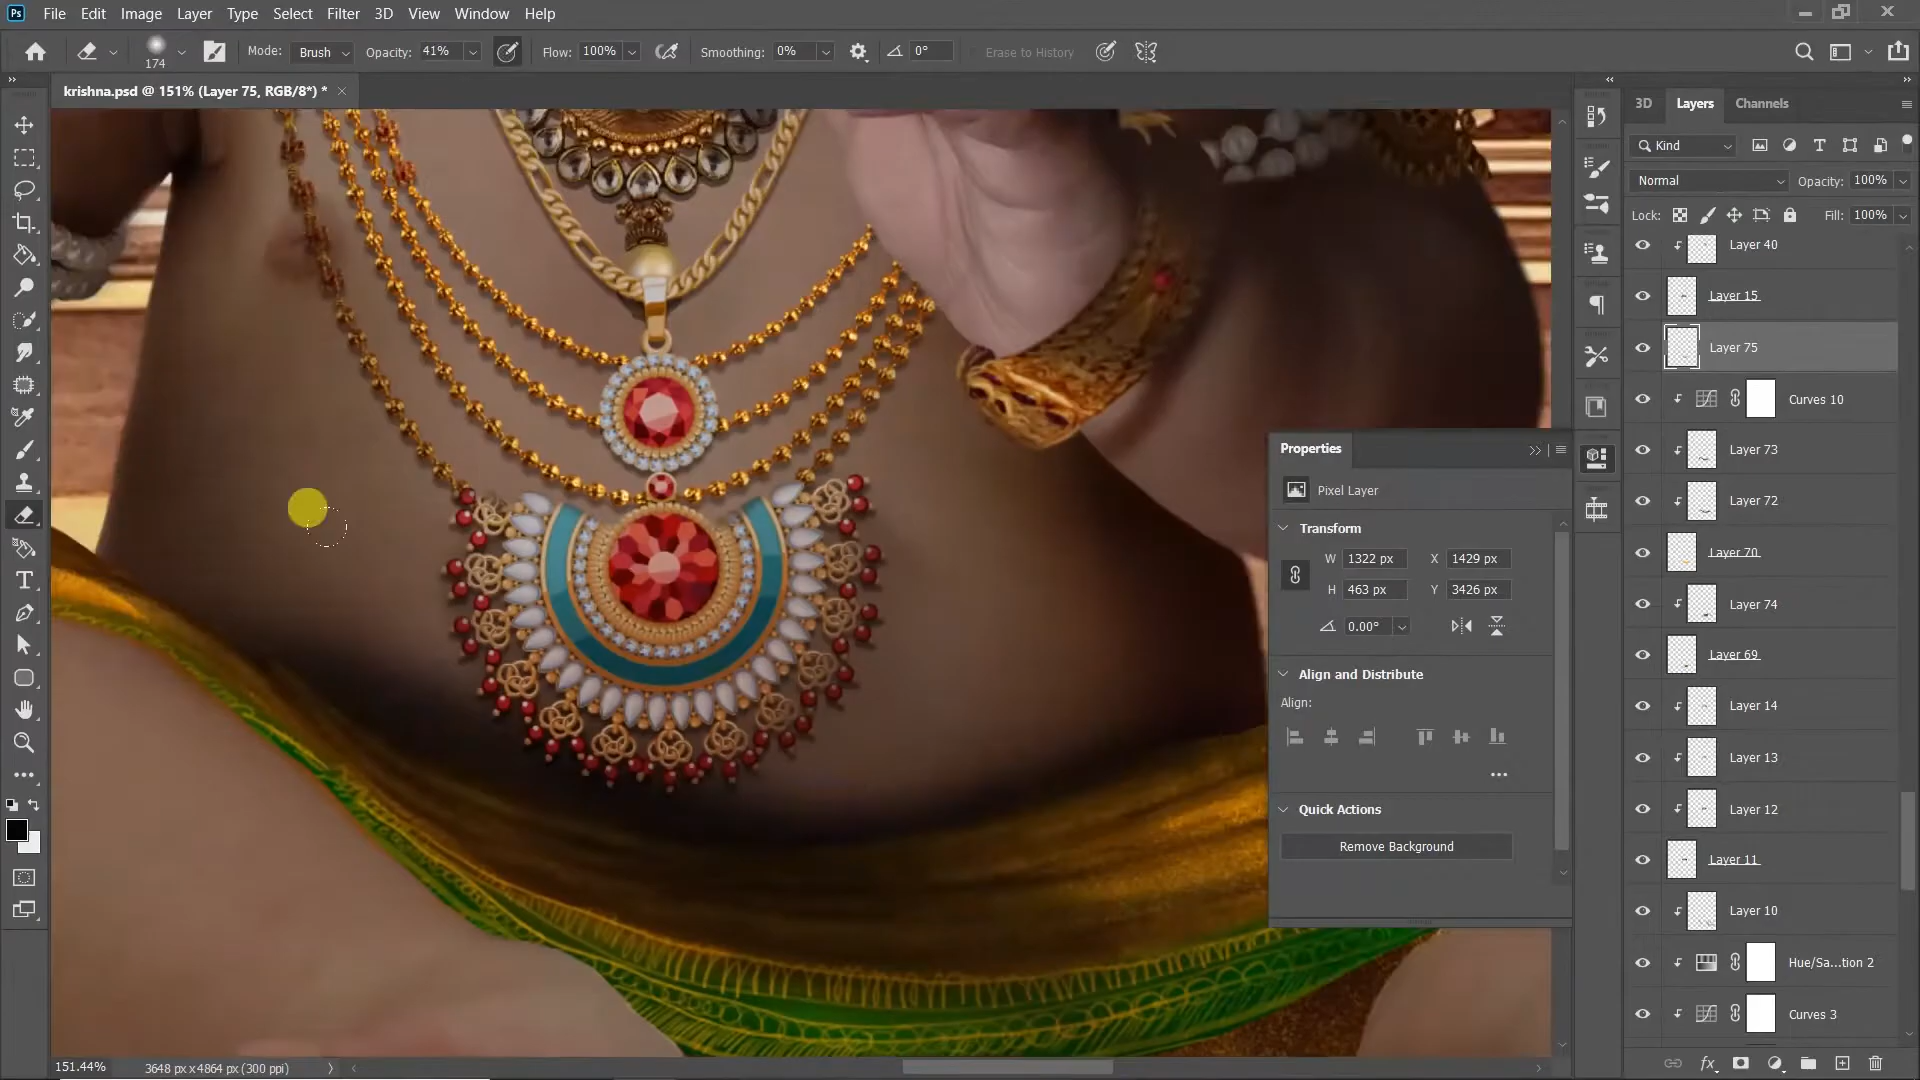 Ps File Edit Image Layer Type Select Filter 3D View Window Help
174 Mode: Brush Opacity: 41% Flow: 100% Smoothing: 0% 0° Erase to History
krishna.psd @ 151% (Layer 75, RGB/8*) *
3D Layers Channels
Kind
Normal Opacity: 100%
Lock: Fill: 100%
Layer 40
Layer 15
Layer 75
Curves 10
Layer 73
Layer 72
Layer 70
Layer 74
Layer 69
Layer 14
Layer 13
Layer 12
Layer 11
Layer 10
Hue/Sa...tion 2
Curves 3
Properties
Pixel Layer
Transform
W 1322 px X 1429 px
H 463 px Y 3426 px
0.00°
Align and Distribute
Align:
Quick Actions
Remove Background
151.44% 3648 px x 4864 px (300 ppi)